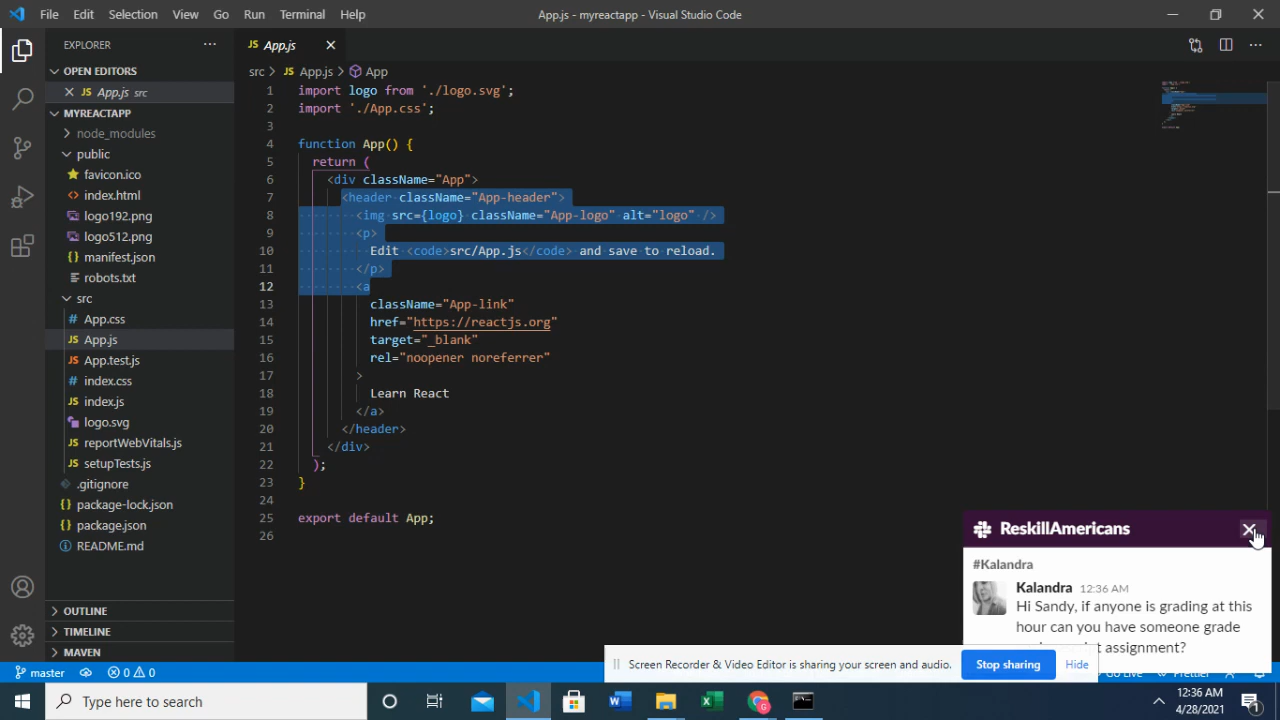 File Edit Selection View Go Run Terminal Help
App.js - myreactapp - Visual Studio Code
EXPLORER
OPEN EDITORS
App.js src
MYREACTAPP
node_modules
public
favicon.ico
index.html
logo192.png
logo512.png
manifest.json
robots.txt
src
App.css
App.js
App.test.js
index.css
index.js
logo.svg
reportWebVitals.js
setupTests.js
.gitignore
package-lock.json
package.json
README.md
OUTLINE
TIMELINE
MAVEN
JS App.js
src > JS App.js > App
1 import logo from './logo.svg';
2 import './App.css';
3
4 function App() {
5 return (
6 <div className="App">
7 <header className="App-header">
8 <img src={logo} className="App-logo" alt="logo" />
9 <p>
10 Edit <code>src/App.js</code> and save to reload.
11 </p>
12 <a
13 className="App-link"
14 href="https://reactjs.org"
15 target="_blank"
16 rel="noopener noreferrer"
17 >
18 Learn React
19 </a>
20 </header>
21 </div>
22 );
23 }
24
25 export default App;
26
ReskillAmericans
#Kalandra
Kalandra 12:36 AM
Hi Sandy, if anyone is grading at this
hour can you have someone grade
assignment?
Screen Recorder & Video Editor is sharing your screen and audio. Stop sharing Hide
master 0 0
Go Live Prettier
Type here to search
12:36 AM
4/28/2021